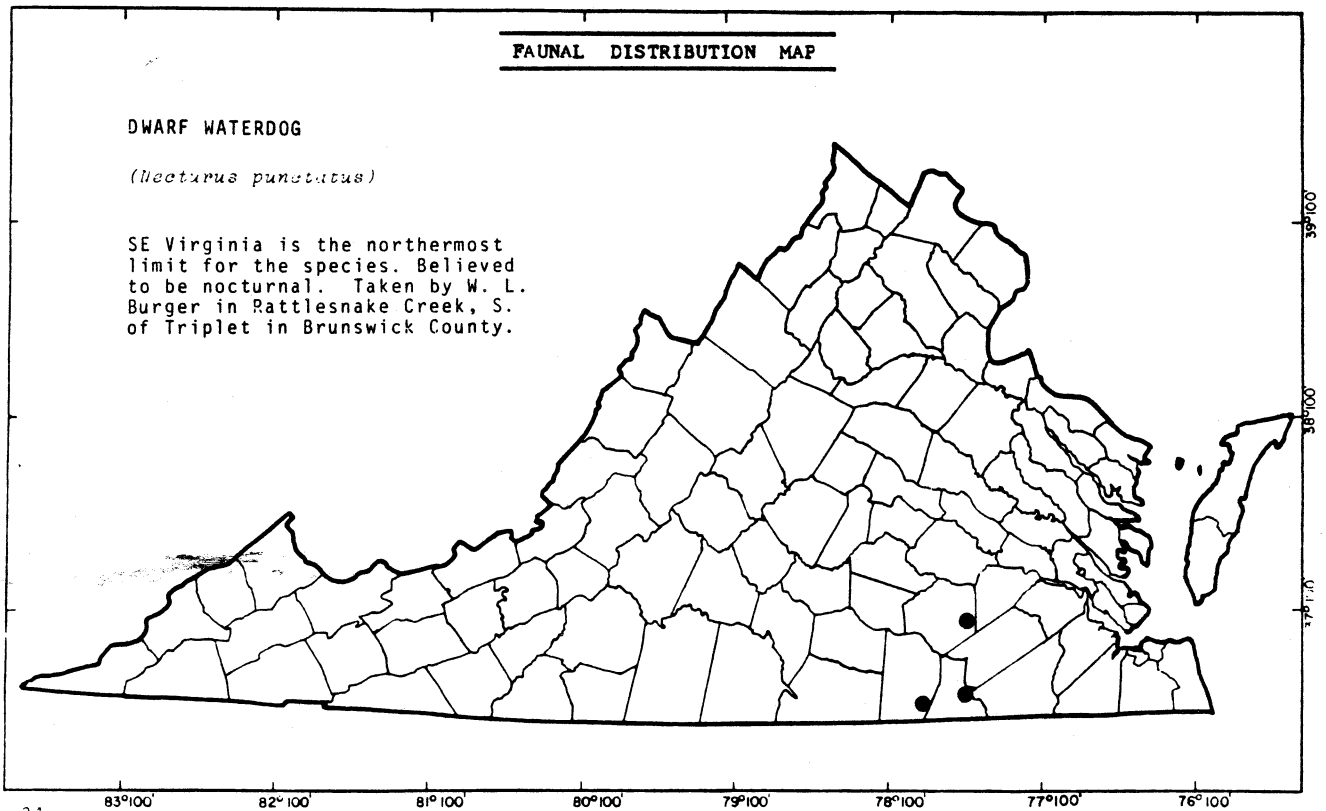 FAUNAL DISTRIBUTION MAP
DWARF WATERDOG
(Necturus punctatus)
SE Virginia is the northermost
limit for the species. Believed
to be nocturnal. Taken by W. L.
Burger in Rattlesnake Creek, S.
of Triplet in Brunswick County.
39°00'
38°00'
37°00'
83°00'
82°00'
81°00'
80°00'
79°00'
78°00'
77°00'
76°00'